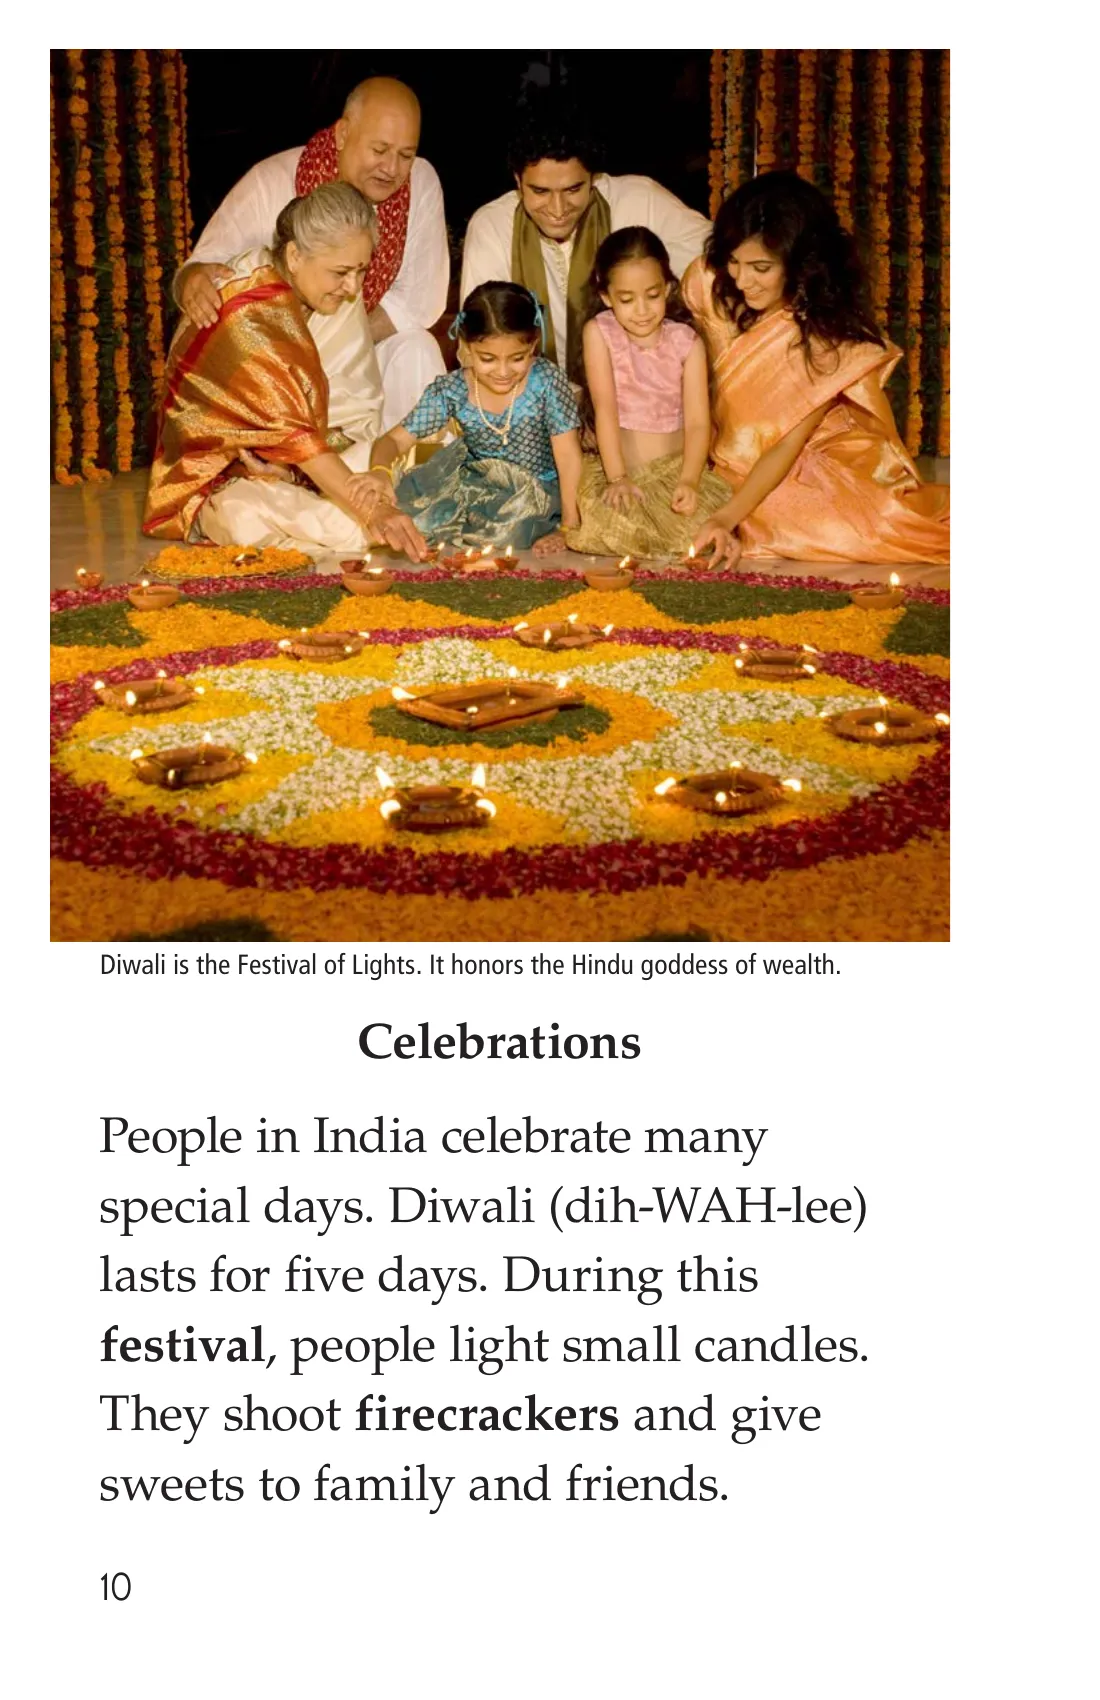 Diwali is the Festival of Lights. It honors the Hindu goddess of wealth.
Celebrations
People in India celebrate many
special days. Diwali (dih-WAH-lee)
lasts for five days. During this
festival, people light small candles.
They shoot firecrackers and give
sweets to family and friends.
10